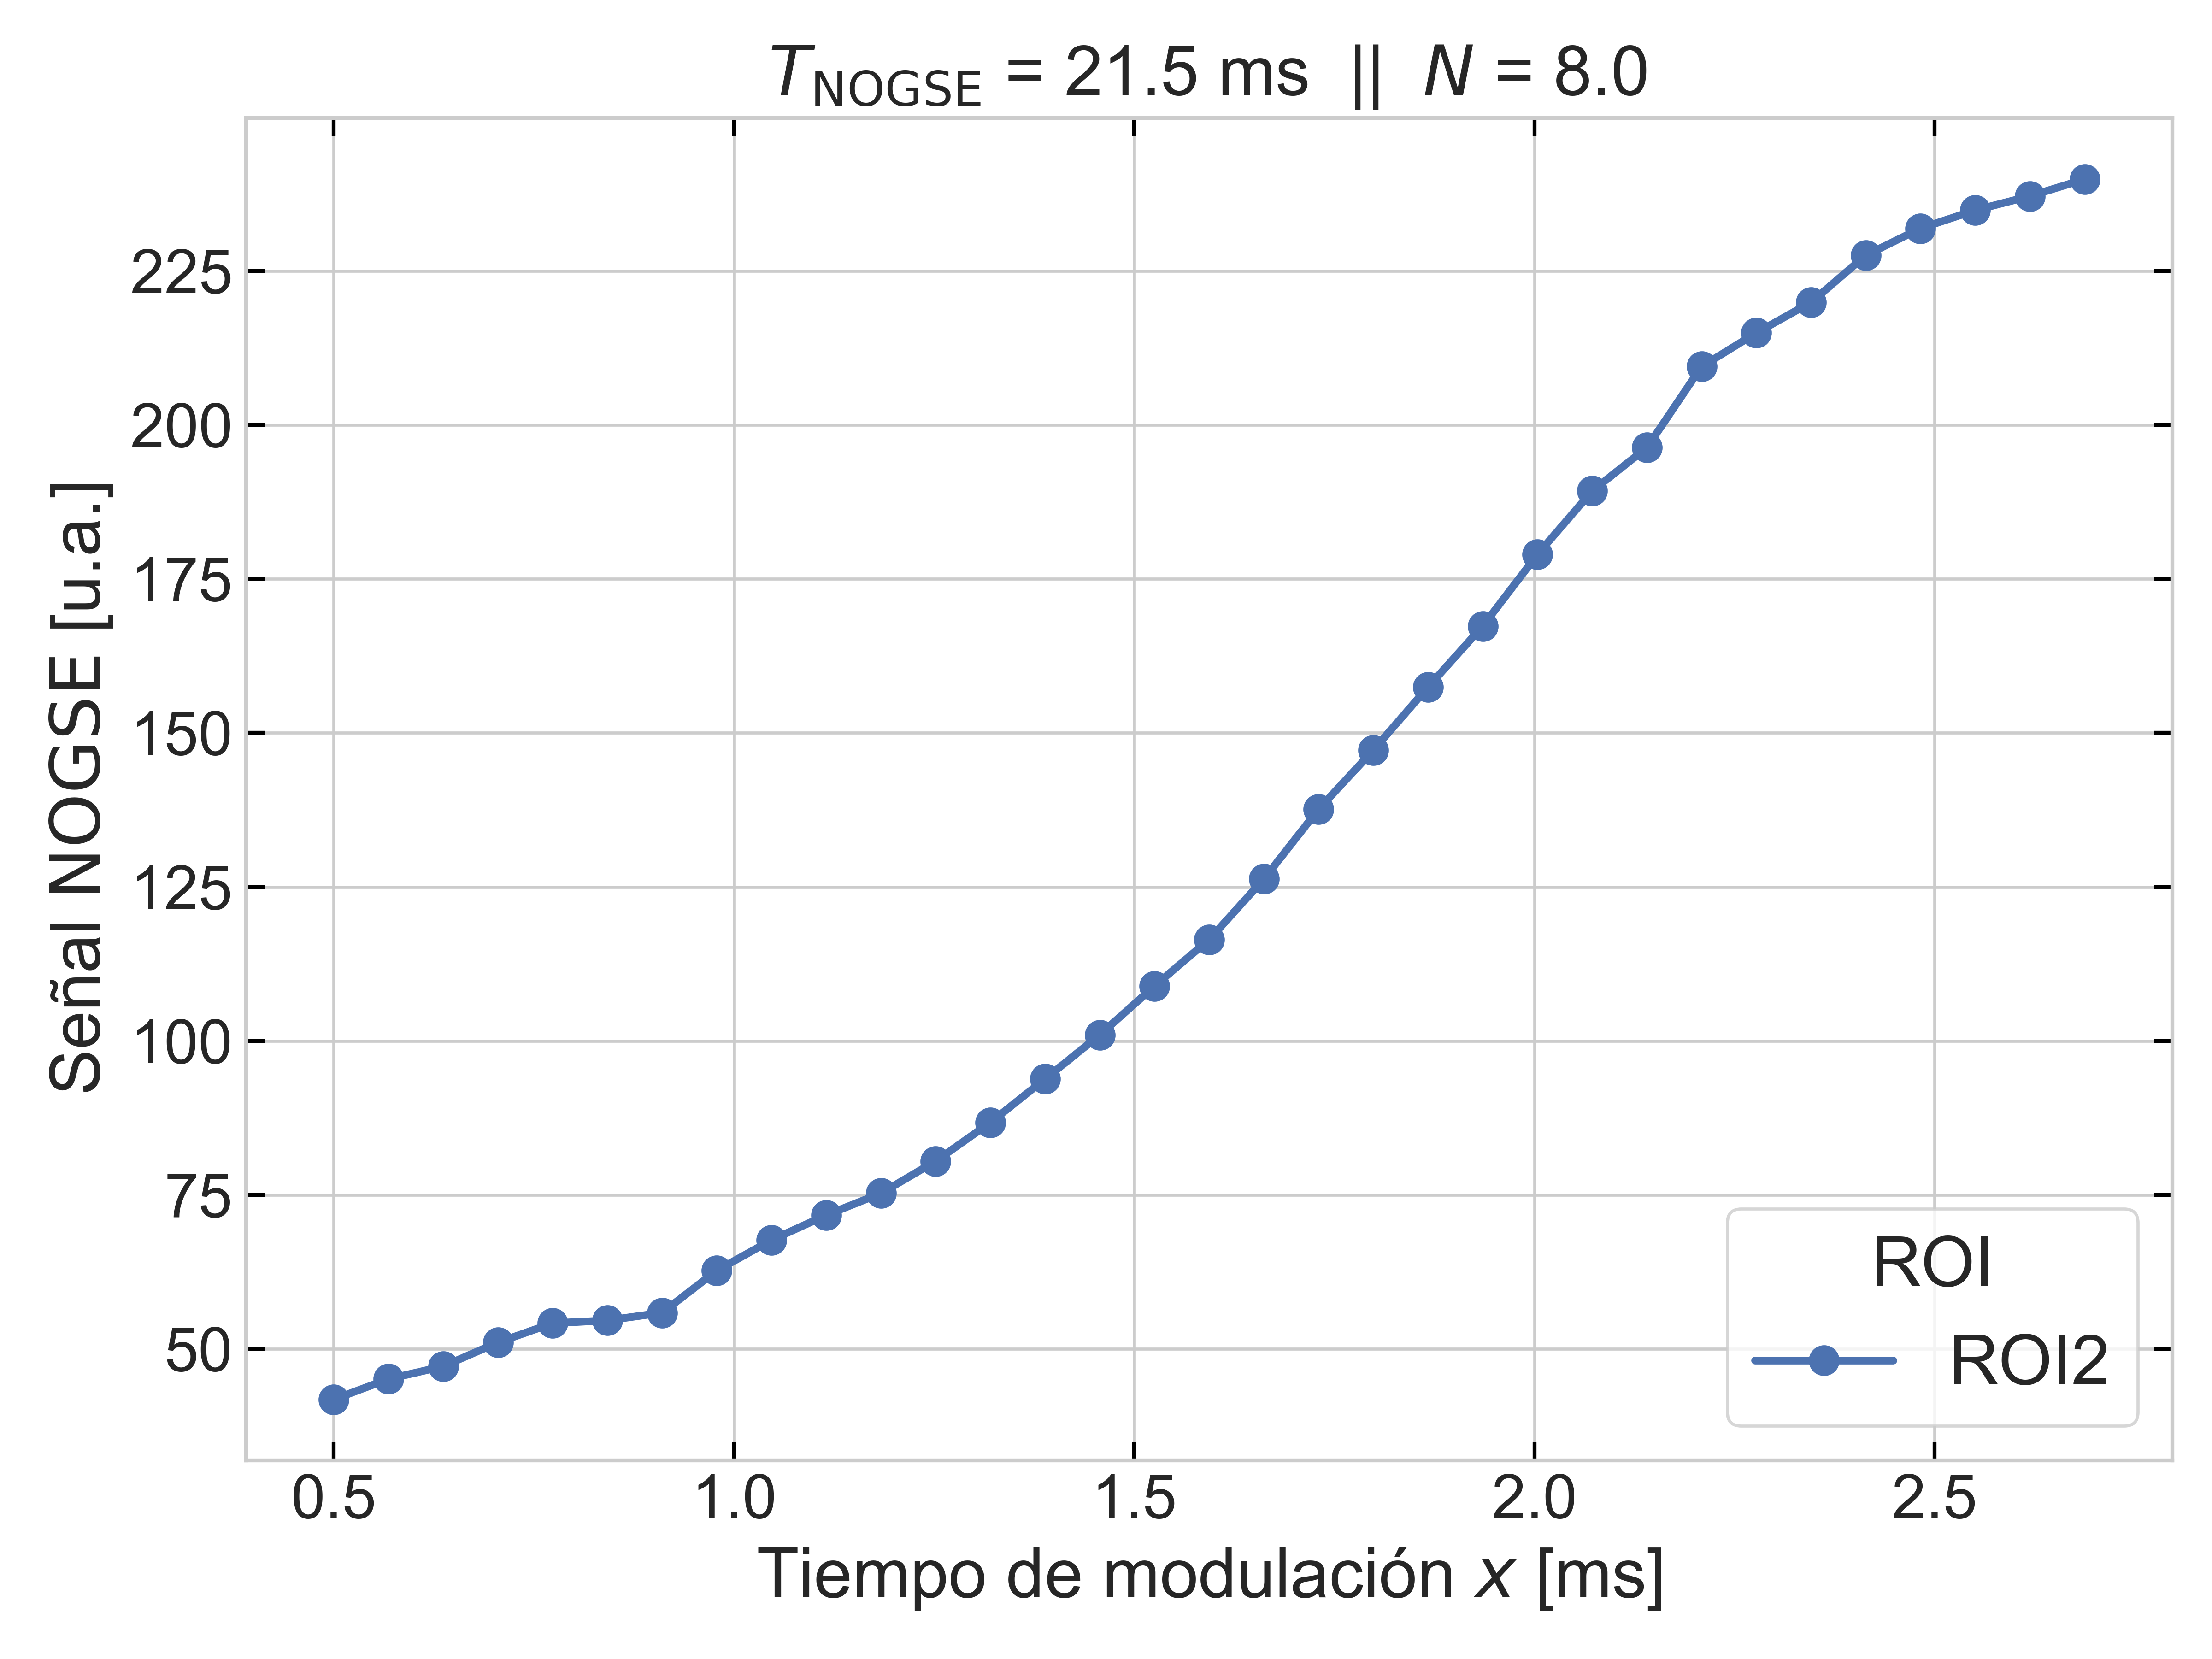 T_NOGSE = 21.5 ms || N = 8.0
Señal NOGSE [u.a.]
225
200
175
150
125
100
75
50
ROI
ROI2
0.5 1.0 1.5 2.0 2.5
Tiempo de modulación x [ms]